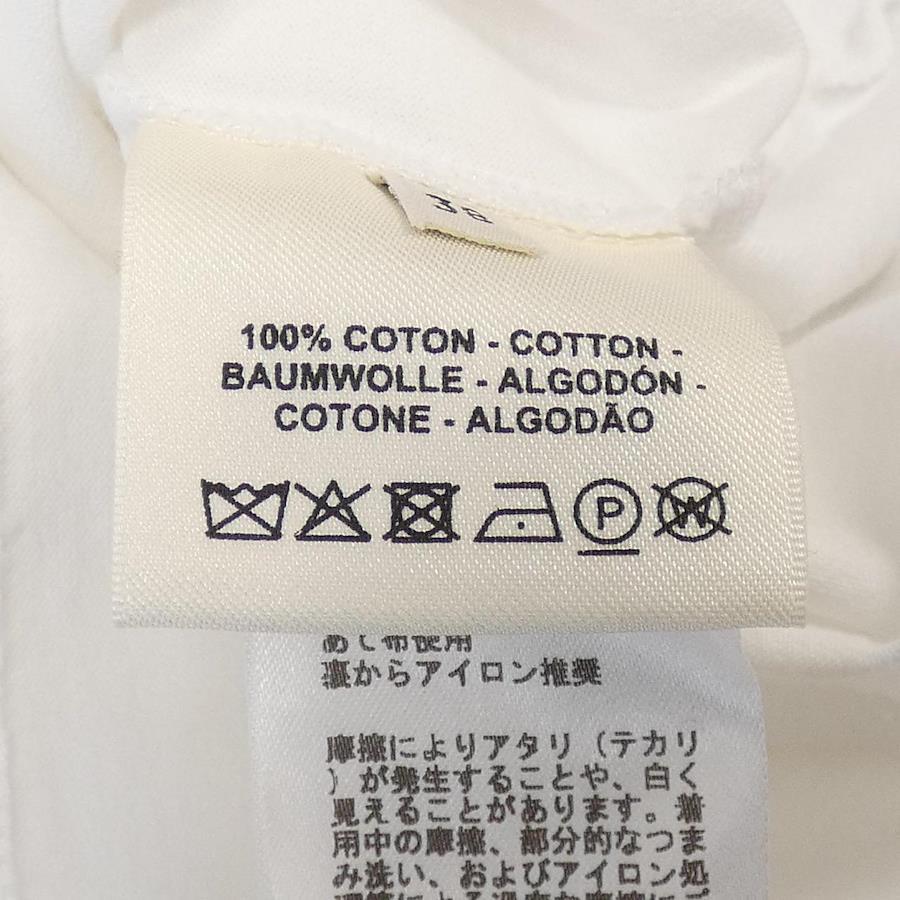 38
100% COTON - COTTON -
BAUMWOLLE - ALGODÓN -
COTONE - ALGODÃO
P
W
あて布使用
裏からアイロン推奨
摩擦によりアタリ（テカリ
）が発生することや、白く
見えることがあります。着
用中の摩擦、部分的なつま
み洗い、およびアイロン処